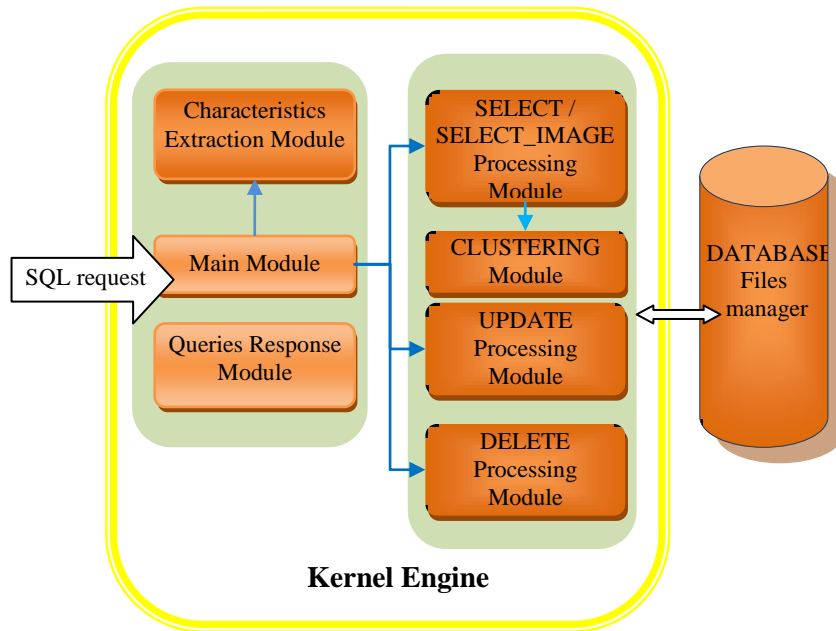 Characteristics
Extraction Module
SQL request
Main Module
Queries Response
Module
SELECT /
SELECT_IMAGE
Processing
Module
CLUSTERING
Module
UPDATE
Processing
Module
DELETE
Processing
Module
DATABASE
Files
manager
Kernel Engine